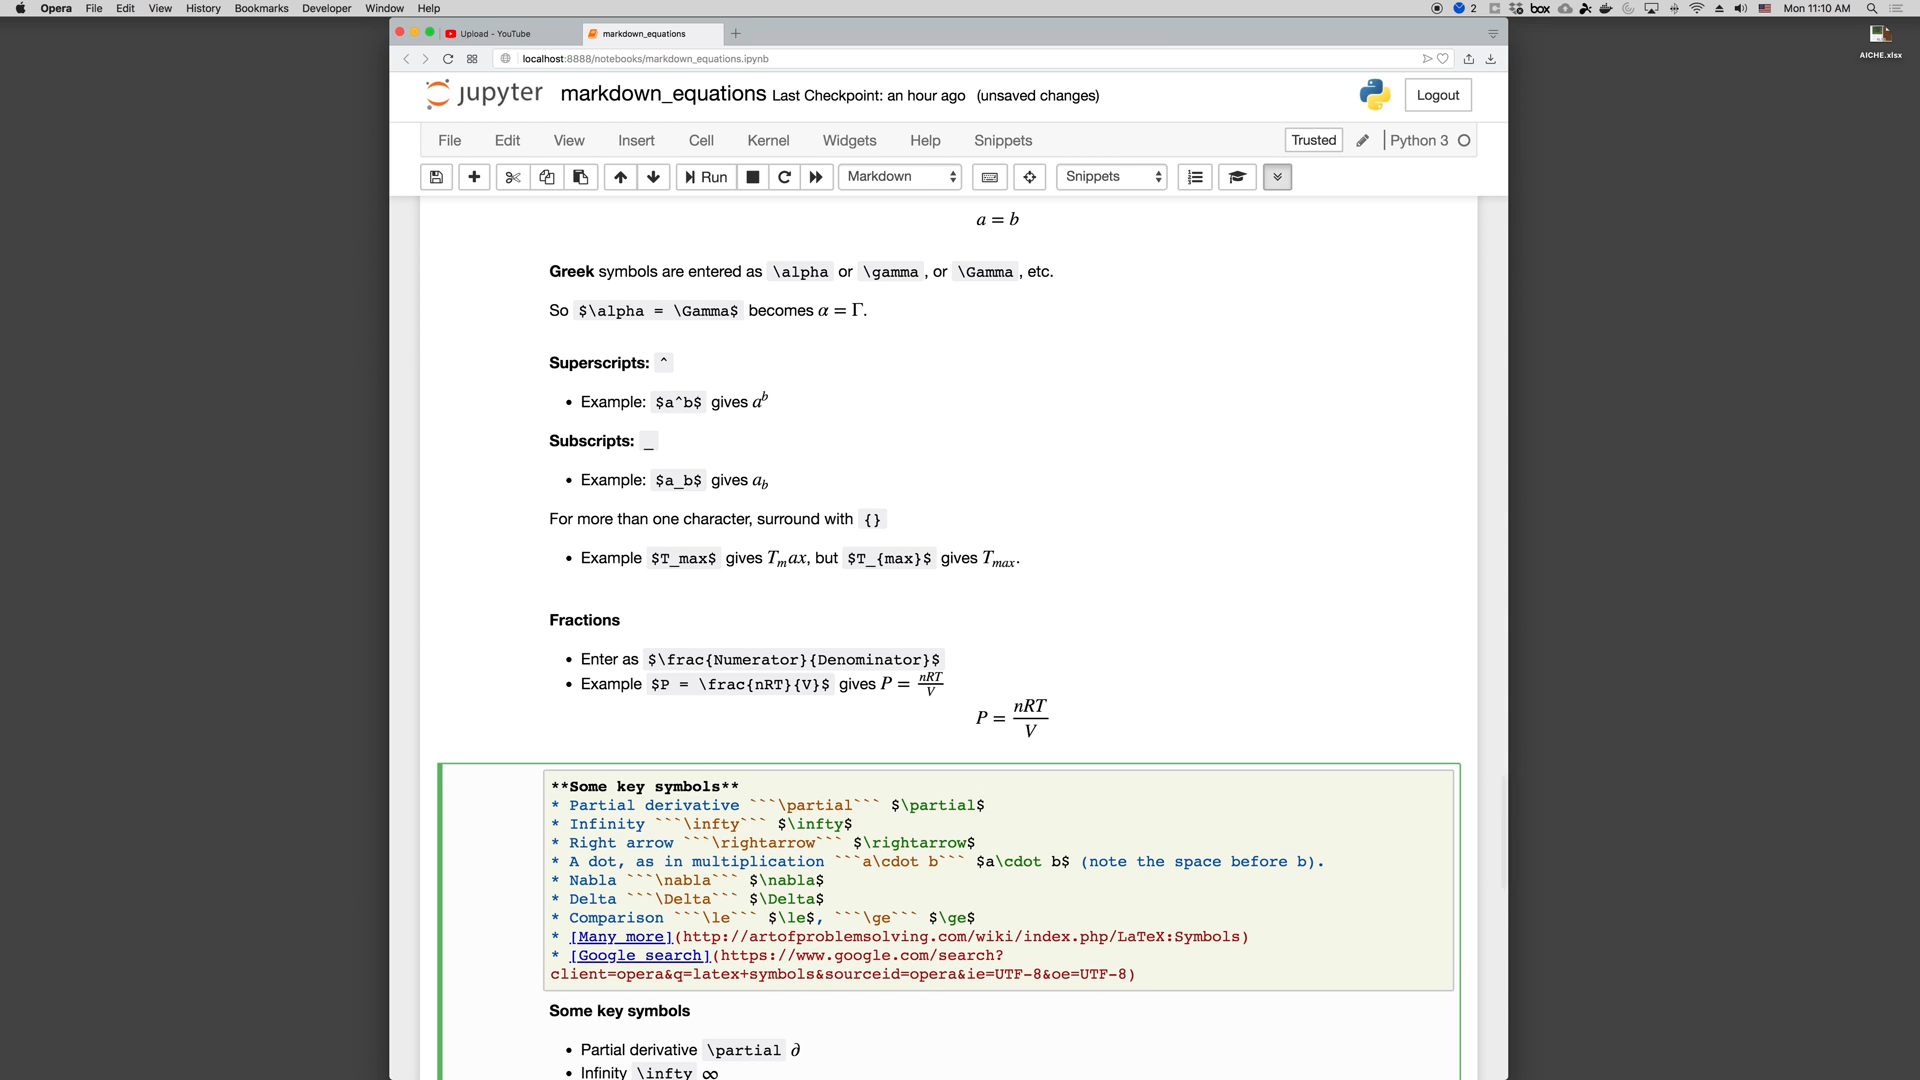 Opera File Edit View History Bookmarks Developer Window Help 2 box Mon 11:10 AM
Upload - YouTube markdown_equations
AICHE.xlsx
localhost:8888/notebooks/markdown_equations.ipynb
jupyter markdown_equations Last Checkpoint: an hour ago (unsaved changes) Logout
File Edit View Insert Cell Kernel Widgets Help Snippets Trusted Python 3
Run Markdown Snippets
a = b
Greek symbols are entered as \alpha or \gamma , or \Gamma , etc.
So $\alpha = \Gamma$ becomes α = Γ.
Superscripts: ^
• Example: $a^b$ gives a^b
Subscripts: _
• Example: $a_b$ gives a_b
For more than one character, surround with {}
• Example $T_max$ gives T_max, but $T_{max}$ gives T_{max}.
Fractions
• Enter as $\frac{Numerator}{Denominator}$
• Example $P = \frac{nRT}{V}$ gives P = nRT/V
P = nRT/V
**Some key symbols**
* Partial derivative ```\partial``` $\partial$
* Infinity ```\infty``` $\infty$
* Right arrow ```\rightarrow``` $\rightarrow$
* A dot, as in multiplication ```a\cdot b``` $a\cdot b$ (note the space before b).
* Nabla ```\nabla``` $\nabla$
* Delta ```\Delta``` $\Delta$
* Comparison ```\le``` $\le$, ```\ge``` $\ge$
* [Many more](http://artofproblemsolving.com/wiki/index.php/LaTeX:Symbols)
* [Google search](https://www.google.com/search?
client=opera&q=latex+symbols&sourceid=opera&ie=UTF-8&oe=UTF-8)
Some key symbols
• Partial derivative \partial ∂
• Infinity \infty ∞